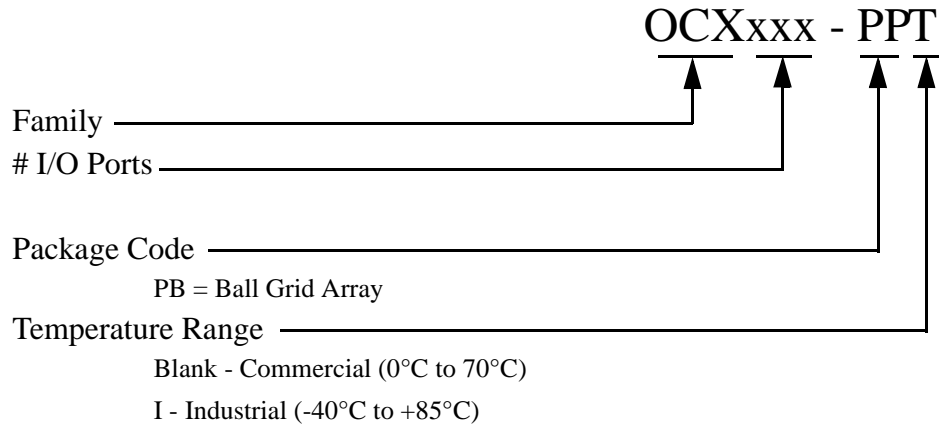 OCXxxx - PPT
Family
# I/O Ports
Package Code
PB = Ball Grid Array
Temperature Range
Blank - Commercial (0°C to 70°C)
I - Industrial (-40°C to +85°C)